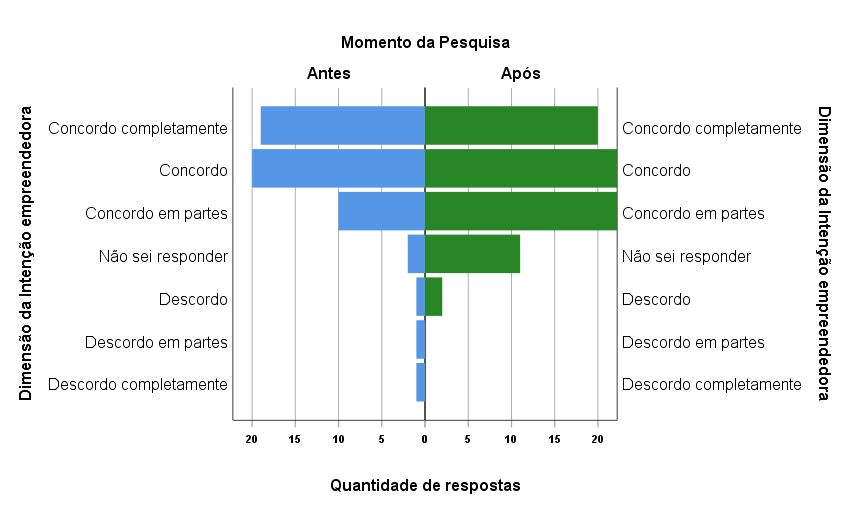 Momento da Pesquisa
Antes Após
Dimensão da Intenção empreendedora
Concordo completamente Concordo completamente
Concordo Concordo
Concordo em partes Concordo em partes
Não sei responder Não sei responder
Descordo Descordo
Descordo em partes Descordo em partes
Descordo completamente Descordo completamente
Dimensão da Intenção empreendedora
20 15 10 5 0 5 10 15 20
Quantidade de respostas